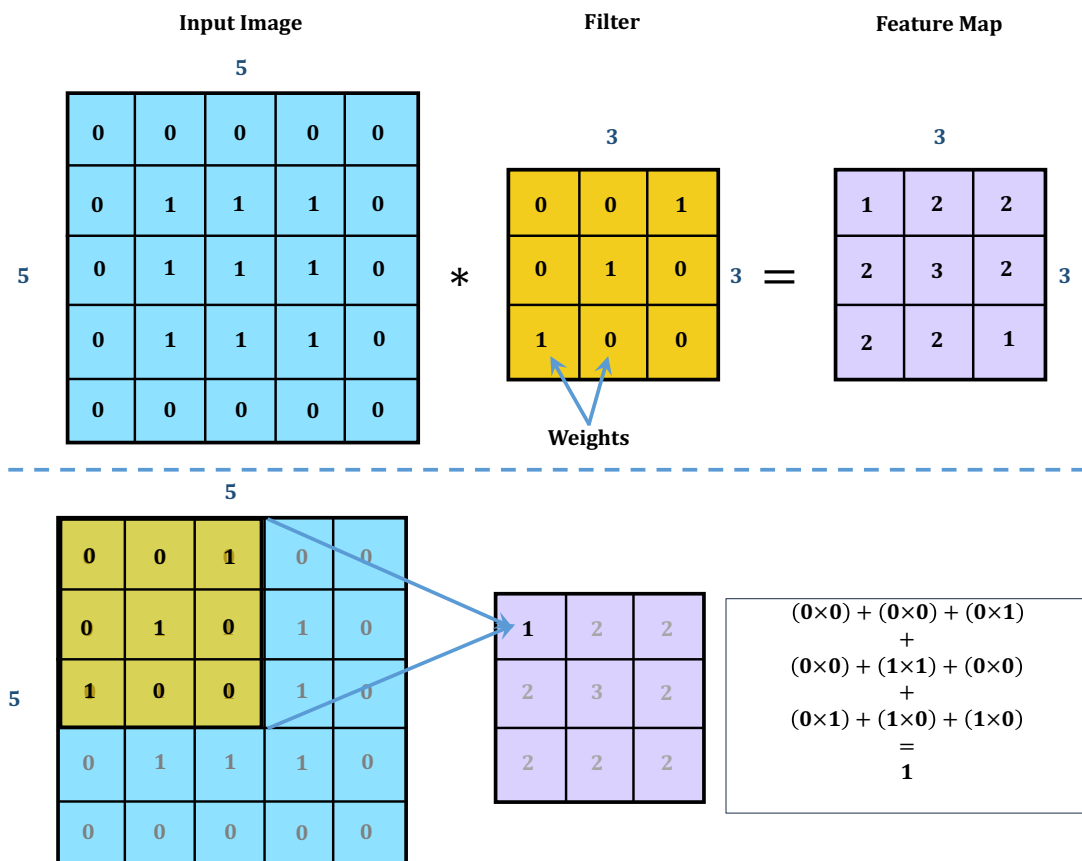 Input Image Filter Feature Map
5
0 0 0 0 0
3 3
0 1 1 1 0 0 0 1 1 2 2
5 0 1 1 1 0 * 0 1 0 3 = 2 3 2 3
0 1 1 1 0 1 0 0 2 2 1
0 0 0 0 0
Weights
5
0 0 1 0 0
0 1 0 1 0 1 2 2
5 1 0 0 1 0 2 3 2
0 1 1 1 0 2 2 2
0 0 0 0 0
(0×0) + (0×0) + (0×1)
+
(0×0) + (1×1) + (0×0)
+
(0×1) + (1×0) + (1×0)
=
1